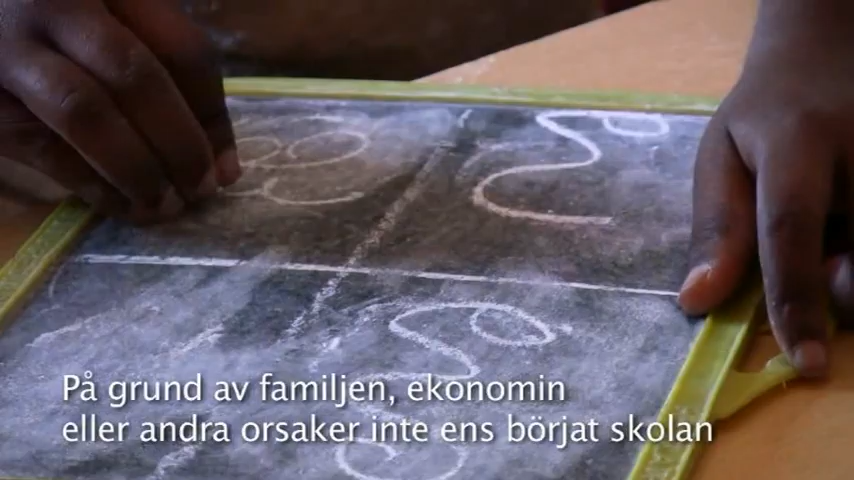 På grund av familjen, ekonomin
eller andra orsaker inte ens börjat skolan